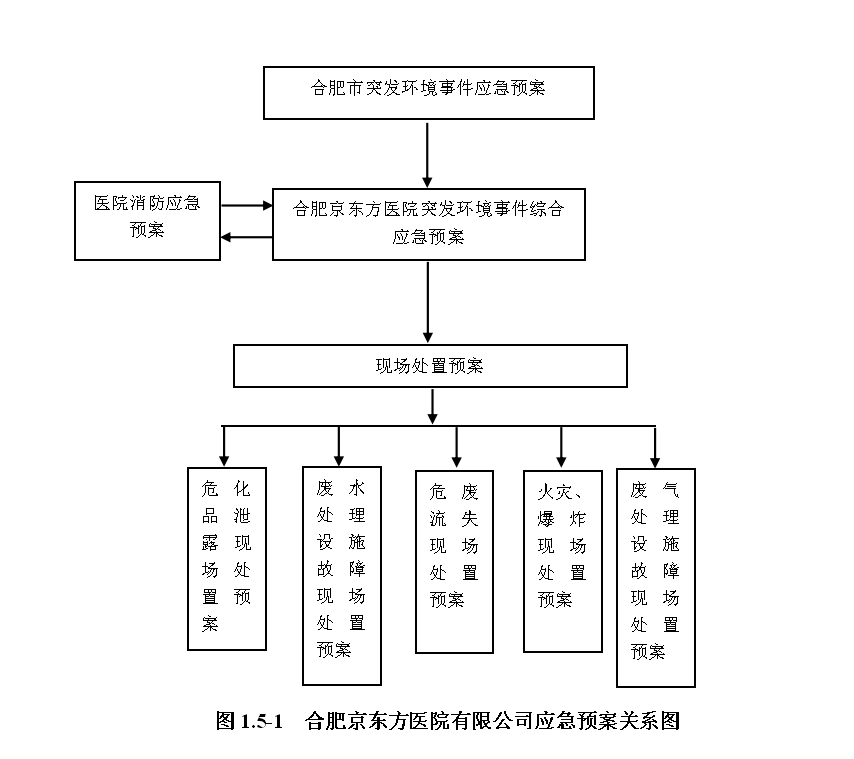 合肥市突发环境事件应急预案
医院消防应急
预案
合肥京东方医院突发环境事件综合
应急预案
现场处置预案
危化
品泄
露现
场处
置预
案
废水
处理
设施
故障
现场
处置
预案
危废
流失
现场
处置
预案
火灾、
爆炸
现场
处置
预案
废气
处理
设施
故障
现场
处置
预案
图 1.5-1 合肥京东方医院有限公司应急预案关系图